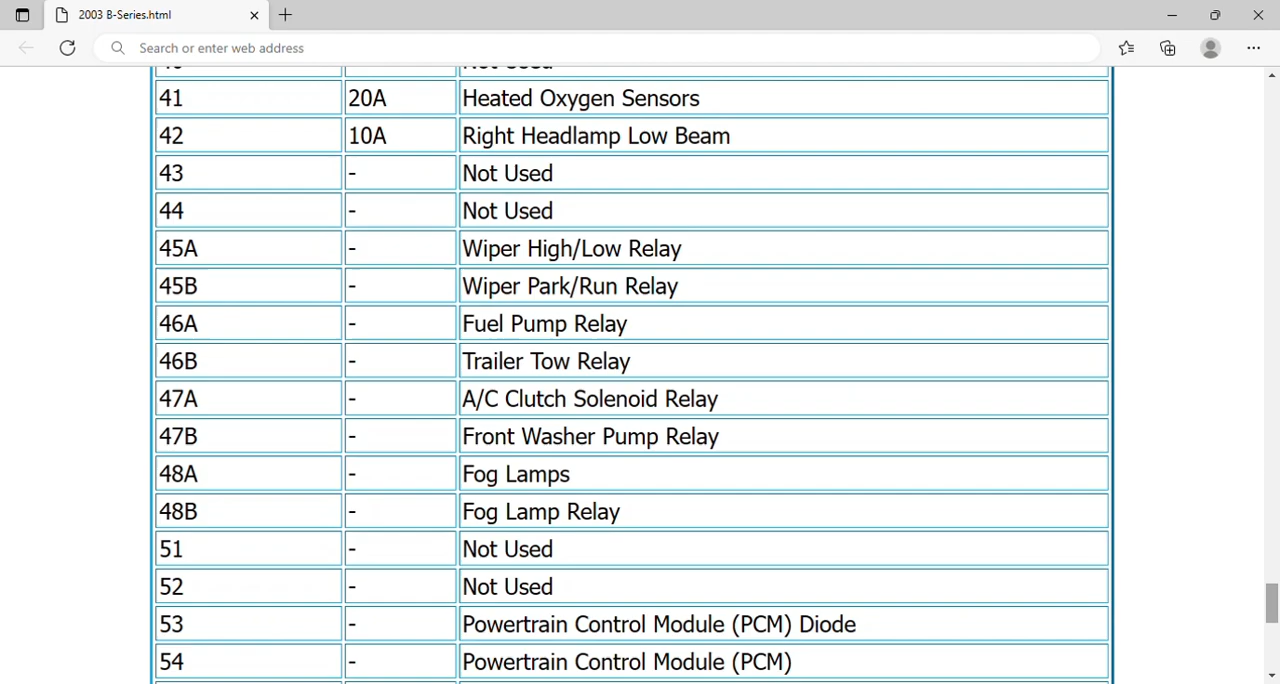 2003 B-Series.html
Search or enter web address
Not Used
41 20A Heated Oxygen Sensors
42 10A Right Headlamp Low Beam
43 - Not Used
44 - Not Used
45A - Wiper High/Low Relay
45B - Wiper Park/Run Relay
46A - Fuel Pump Relay
46B - Trailer Tow Relay
47A - A/C Clutch Solenoid Relay
47B - Front Washer Pump Relay
48A - Fog Lamps
48B - Fog Lamp Relay
51 - Not Used
52 - Not Used
53 - Powertrain Control Module (PCM) Diode
54 - Powertrain Control Module (PCM)